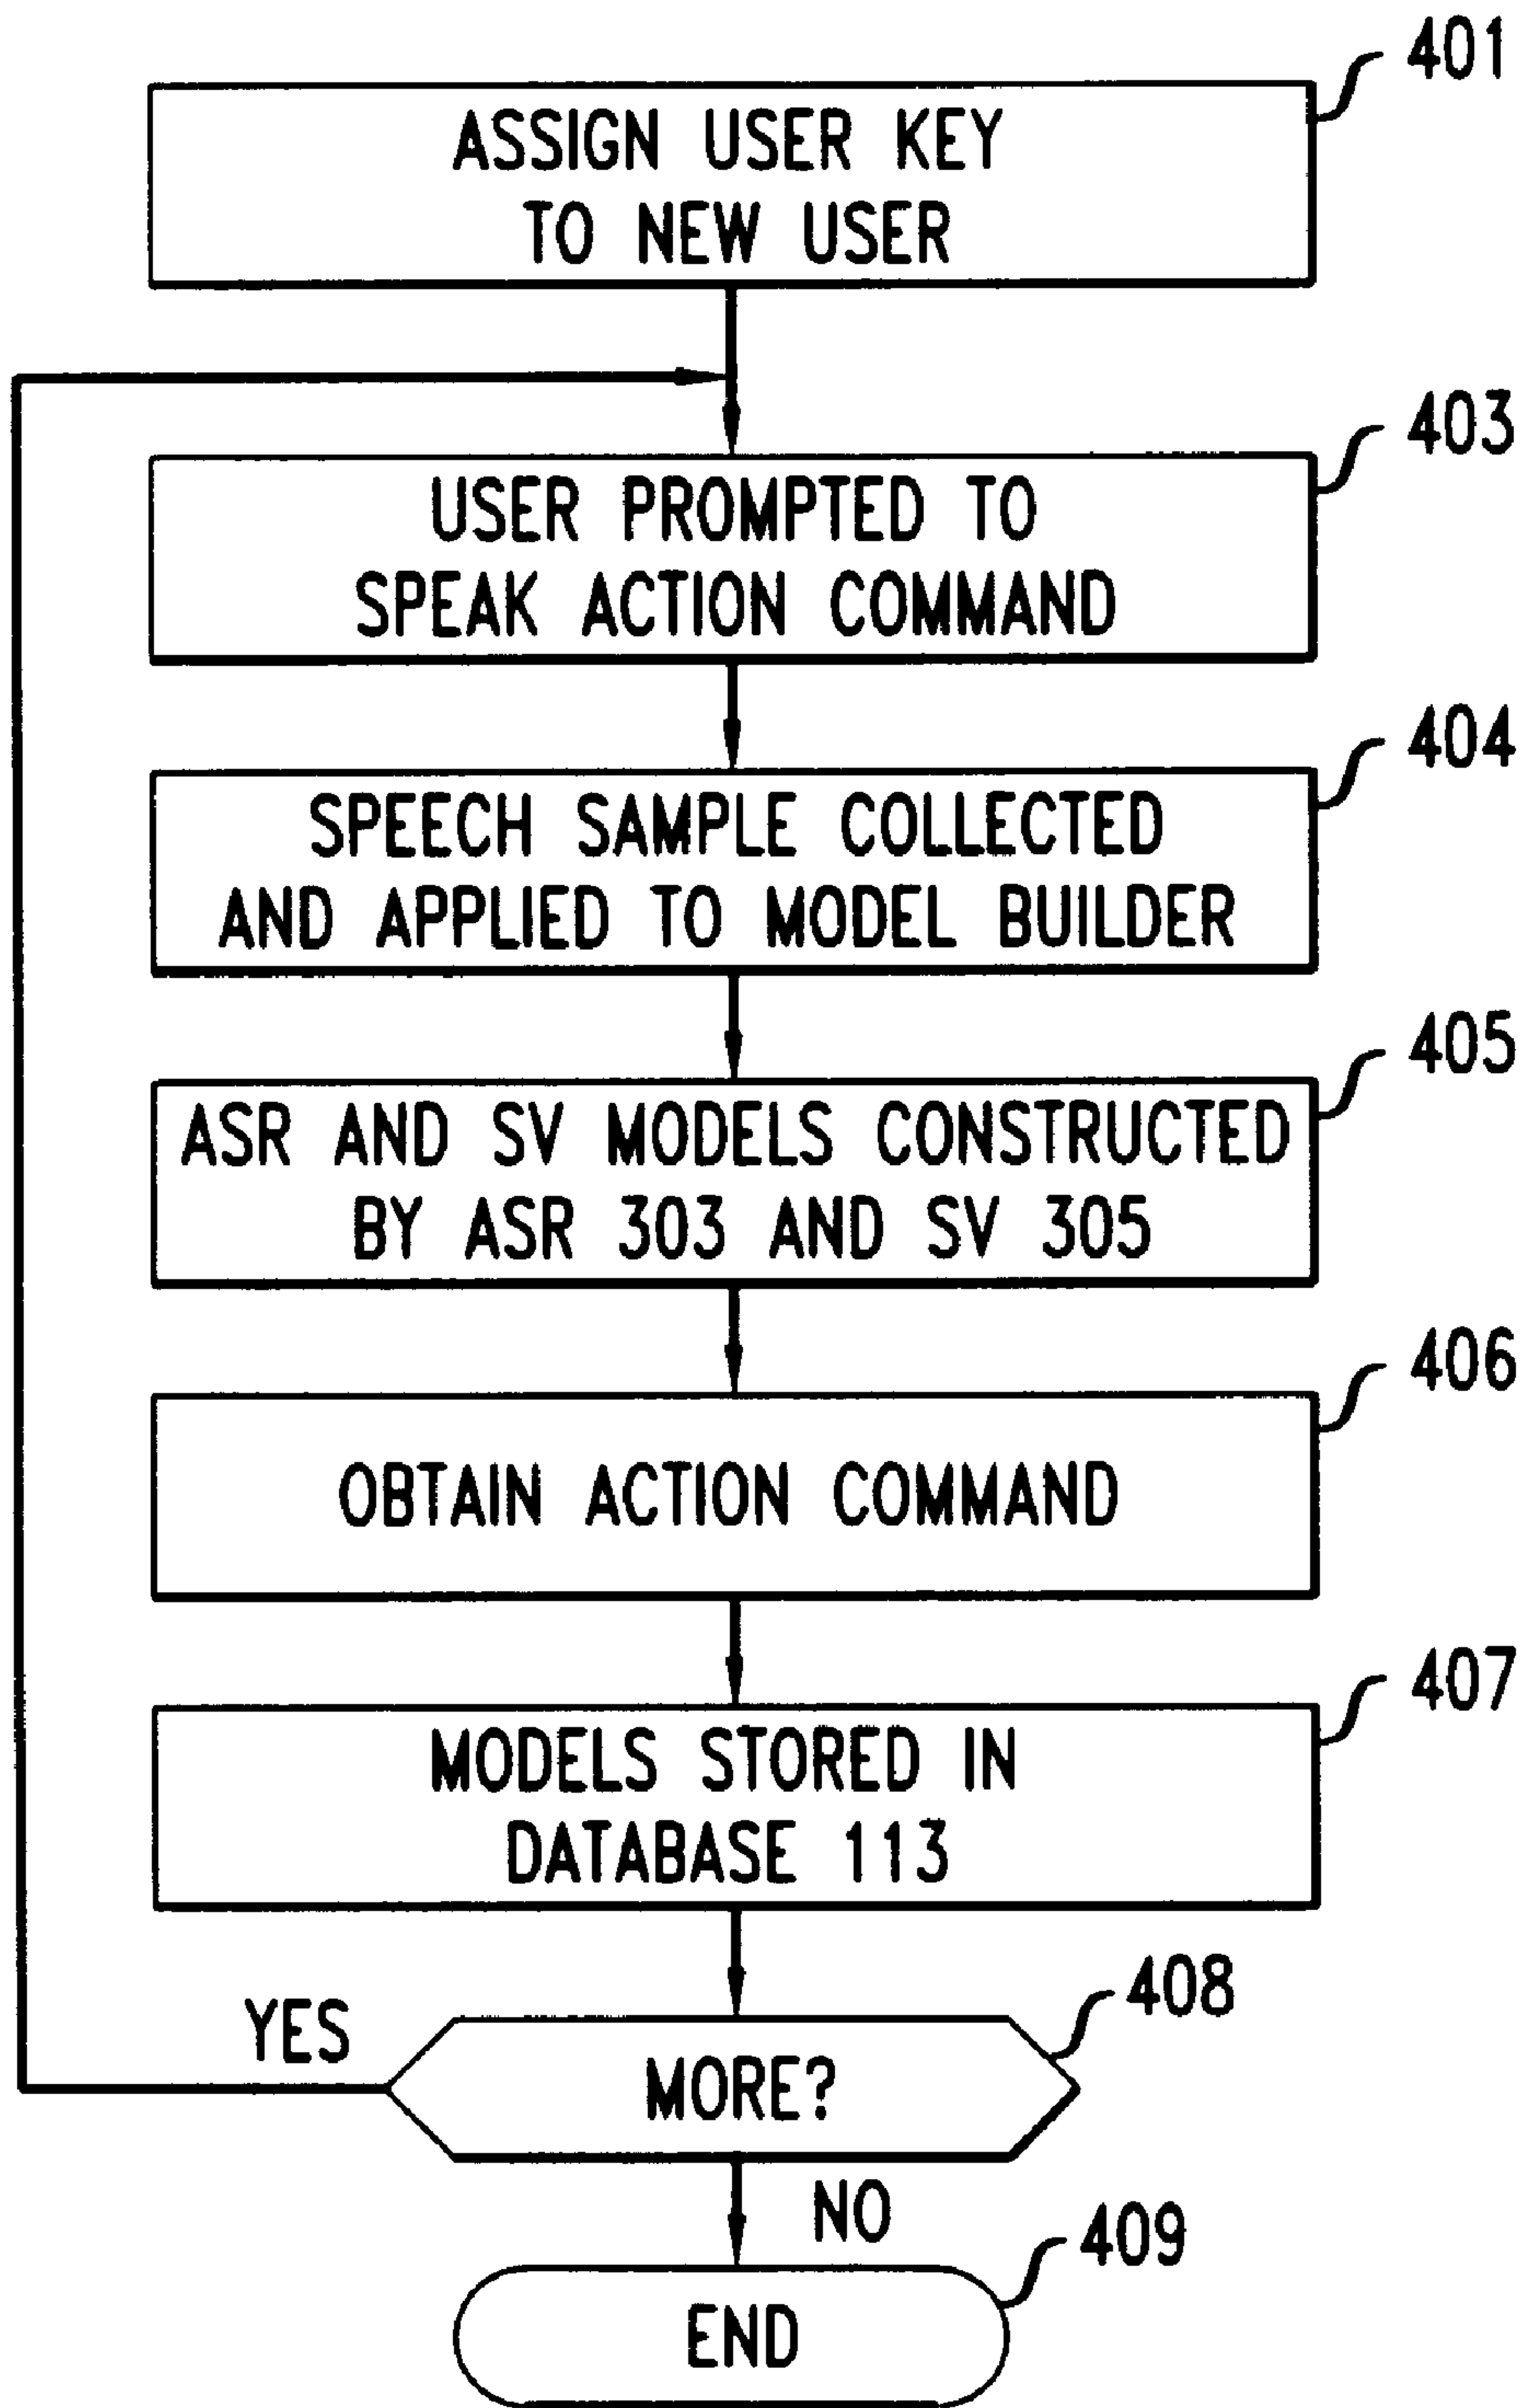 401
ASSIGN USER KEY
TO NEW USER
403
USER PROMPTED TO
SPEAK ACTION COMMAND
404
SPEECH SAMPLE COLLECTED
AND APPLIED TO MODEL BUILDER
405
ASR AND SV MODELS CONSTRUCTED
BY ASR 303 AND SV 305
406
OBTAIN ACTION COMMAND
407
MODELS STORED IN
DATABASE 113
408
YES
MORE?
NO
409
END